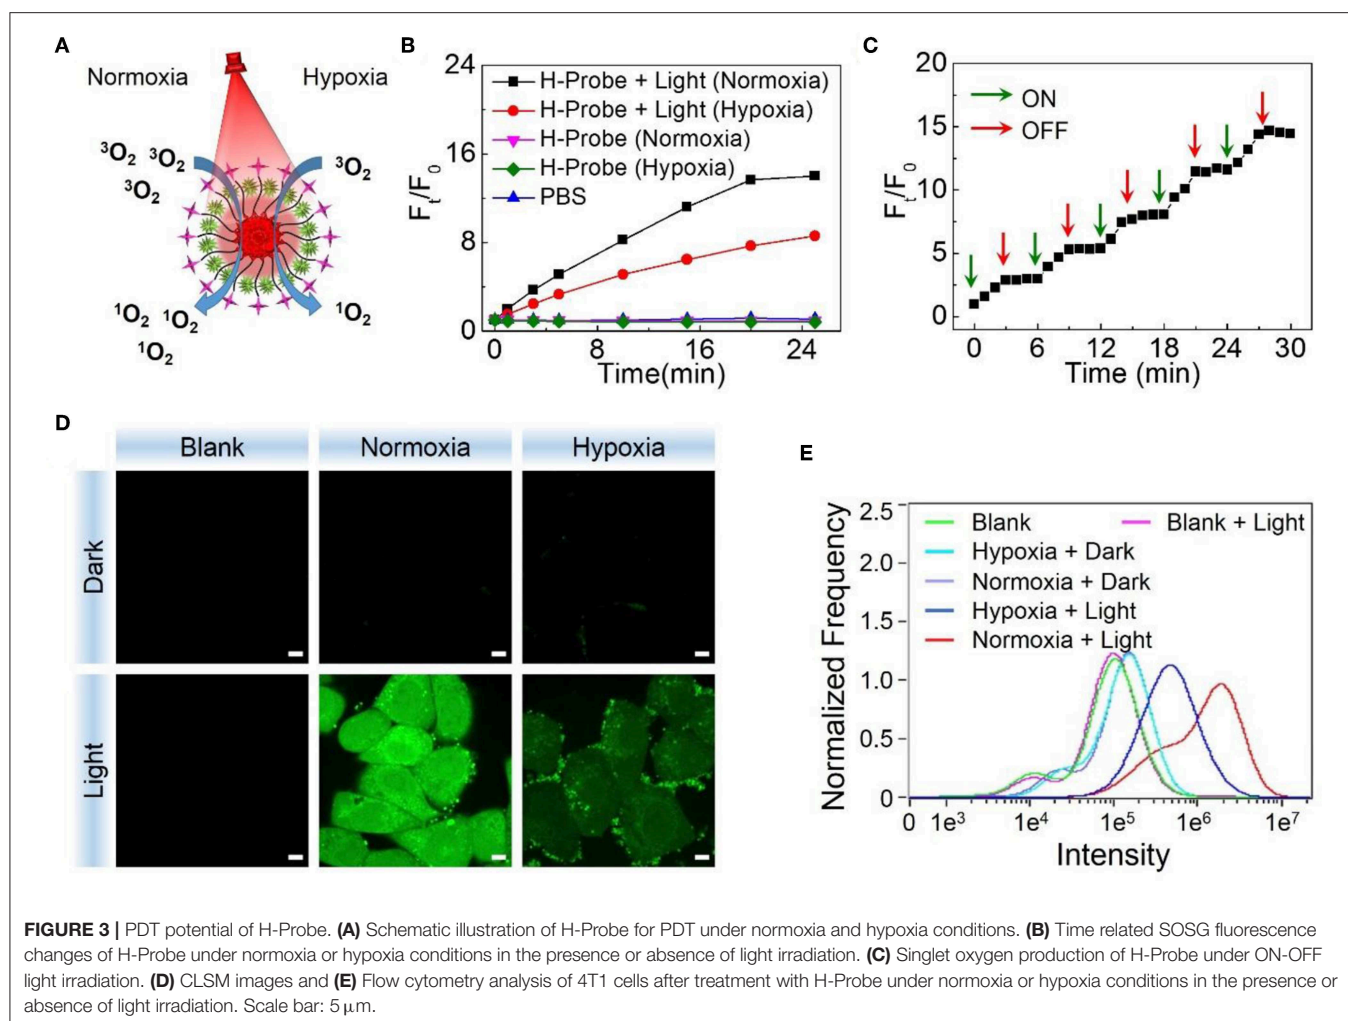 A
Normoxia
Hypoxia
³O₂ ³O₂
³O₂
³O₂
¹O₂ ¹O₂
¹O₂
¹O₂
B
24
16
8
0
Fₜ/F₀
H-Probe + Light (Normoxia)
H-Probe + Light (Hypoxia)
H-Probe (Normoxia)
H-Probe (Hypoxia)
PBS
0 8 16 24
Time(min)
C
20
15
10
5
0
Fₜ/F₀
ON
OFF
0 6 12 18 24 30
Time (min)
D
Blank Normoxia Hypoxia
Dark
Light
E
2.5
2.0
1.5
1.0
0.5
0
Normalized Frequency
Blank
Blank + Light
Hypoxia + Dark
Normoxia + Dark
Hypoxia + Light
Normoxia + Light
0 1e3 1e4 1e5 1e6 1e7
Intensity
FIGURE 3 | PDT potential of H-Probe. (A) Schematic illustration of H-Probe for PDT under normoxia and hypoxia conditions. (B) Time related SOSG fluorescence
changes of H-Probe under normoxia or hypoxia conditions in the presence or absence of light irradiation. (C) Singlet oxygen production of H-Probe under ON-OFF
light irradiation. (D) CLSM images and (E) Flow cytometry analysis of 4T1 cells after treatment with H-Probe under normoxia or hypoxia conditions in the presence or
absence of light irradiation. Scale bar: 5 μm.